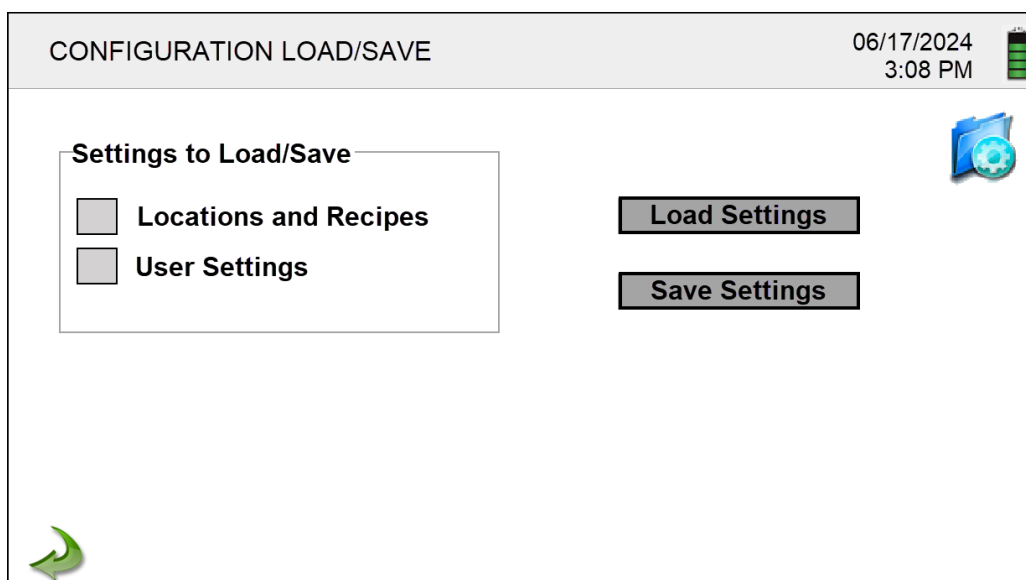 CONFIGURATION LOAD/SAVE
06/17/2024
3:08 PM
Settings to Load/Save
Locations and Recipes
User Settings
Load Settings
Save Settings